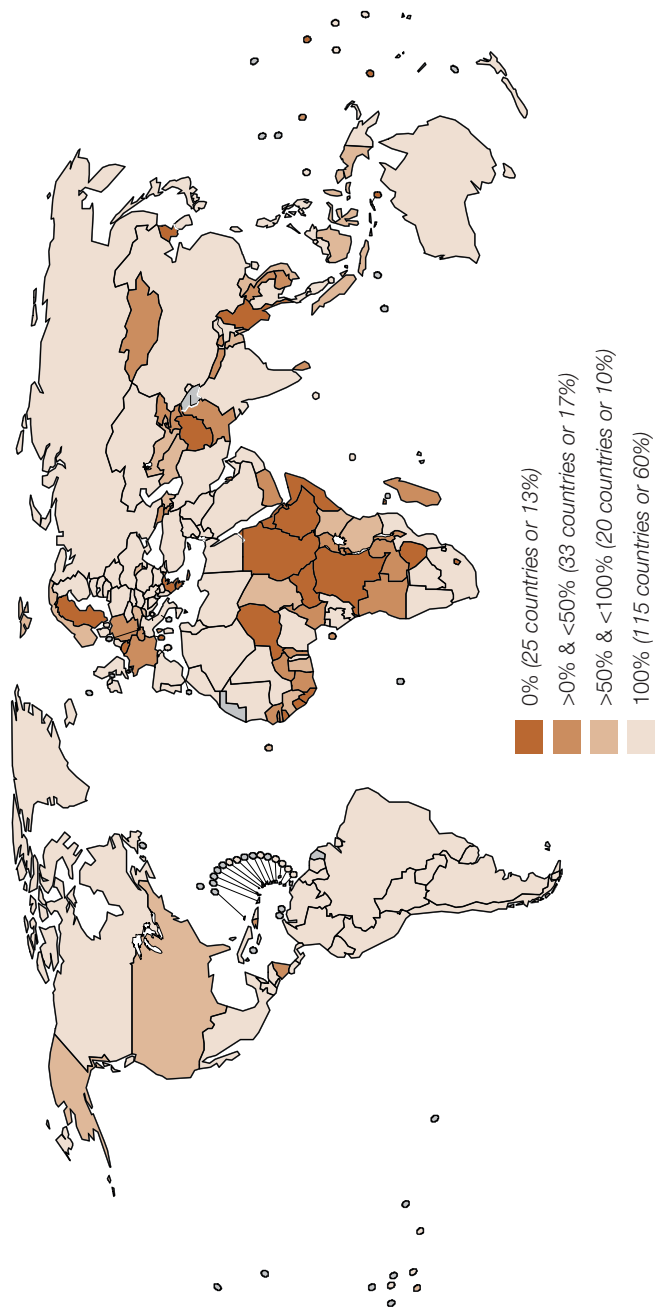 0% (25 countries or 13%)
>0% & <50% (33 countries or 17%)
>50% & <100% (20 countries or 10%)
100% (115 countries or 60%)